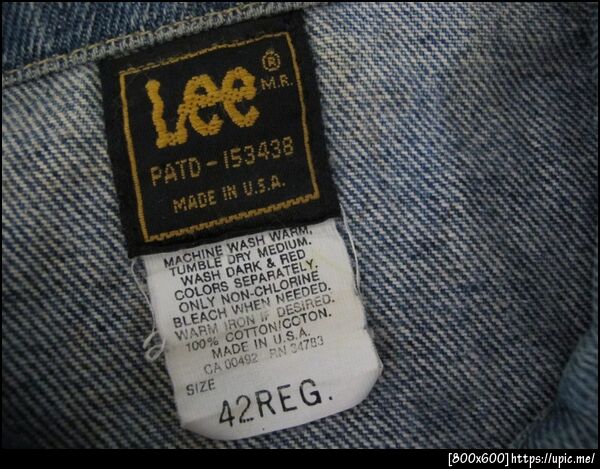 Lee ® M.R.
PATD-153438
MADE IN U.S.A.
MACHINE WASH WARM,
TUMBLE DRY MEDIUM.
WASH DARK & RED
COLORS SEPARATELY.
ONLY NON-CHLORINE
BLEACH WHEN NEEDED.
WARM IRON IF DESIRED.
100% COTTON/COTON.
MADE IN U.S.A.
CA 00492 RN 34783
SIZE
42REG.
[800x600]https://upic.me/